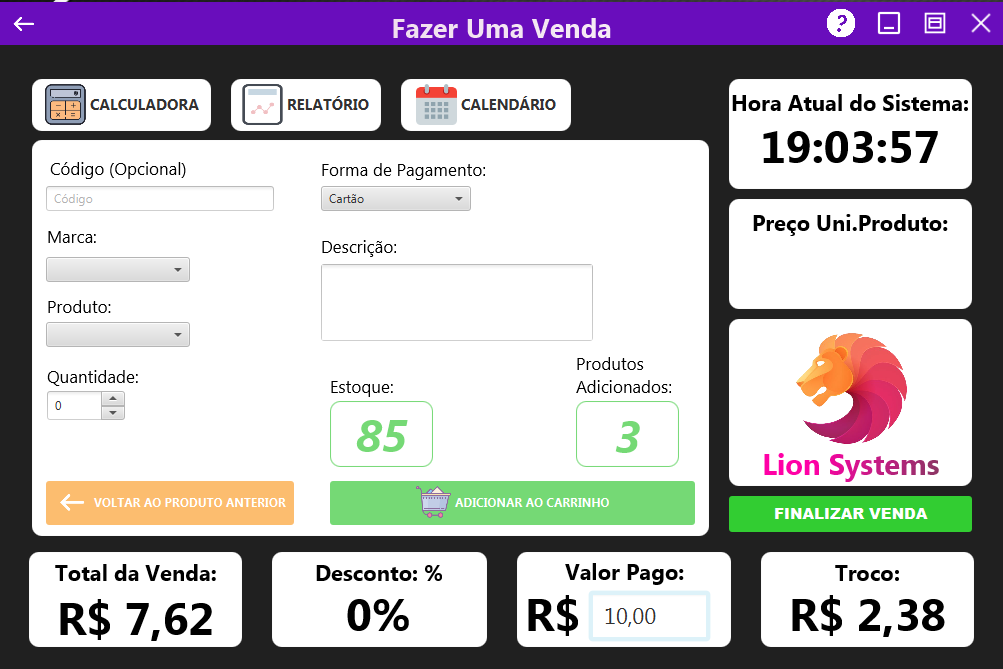 Fazer Uma Venda
?
CALCULADORA
RELATÓRIO
CALENDÁRIO
Hora Atual do Sistema:
19:03:57
Código (Opcional)
Código
Forma de Pagamento:
Cartão
Marca:
Descrição:
Produto:
Quantidade:
0
Estoque:
85
Produtos
Adicionados:
3
VOLTAR AO PRODUTO ANTERIOR
ADICIONAR AO CARRINHO
Preço Uni.Produto:
Lion Systems
FINALIZAR VENDA
Total da Venda:
R$ 7,62
Desconto: %
0%
Valor Pago:
R$ 10,00
Troco:
R$ 2,38